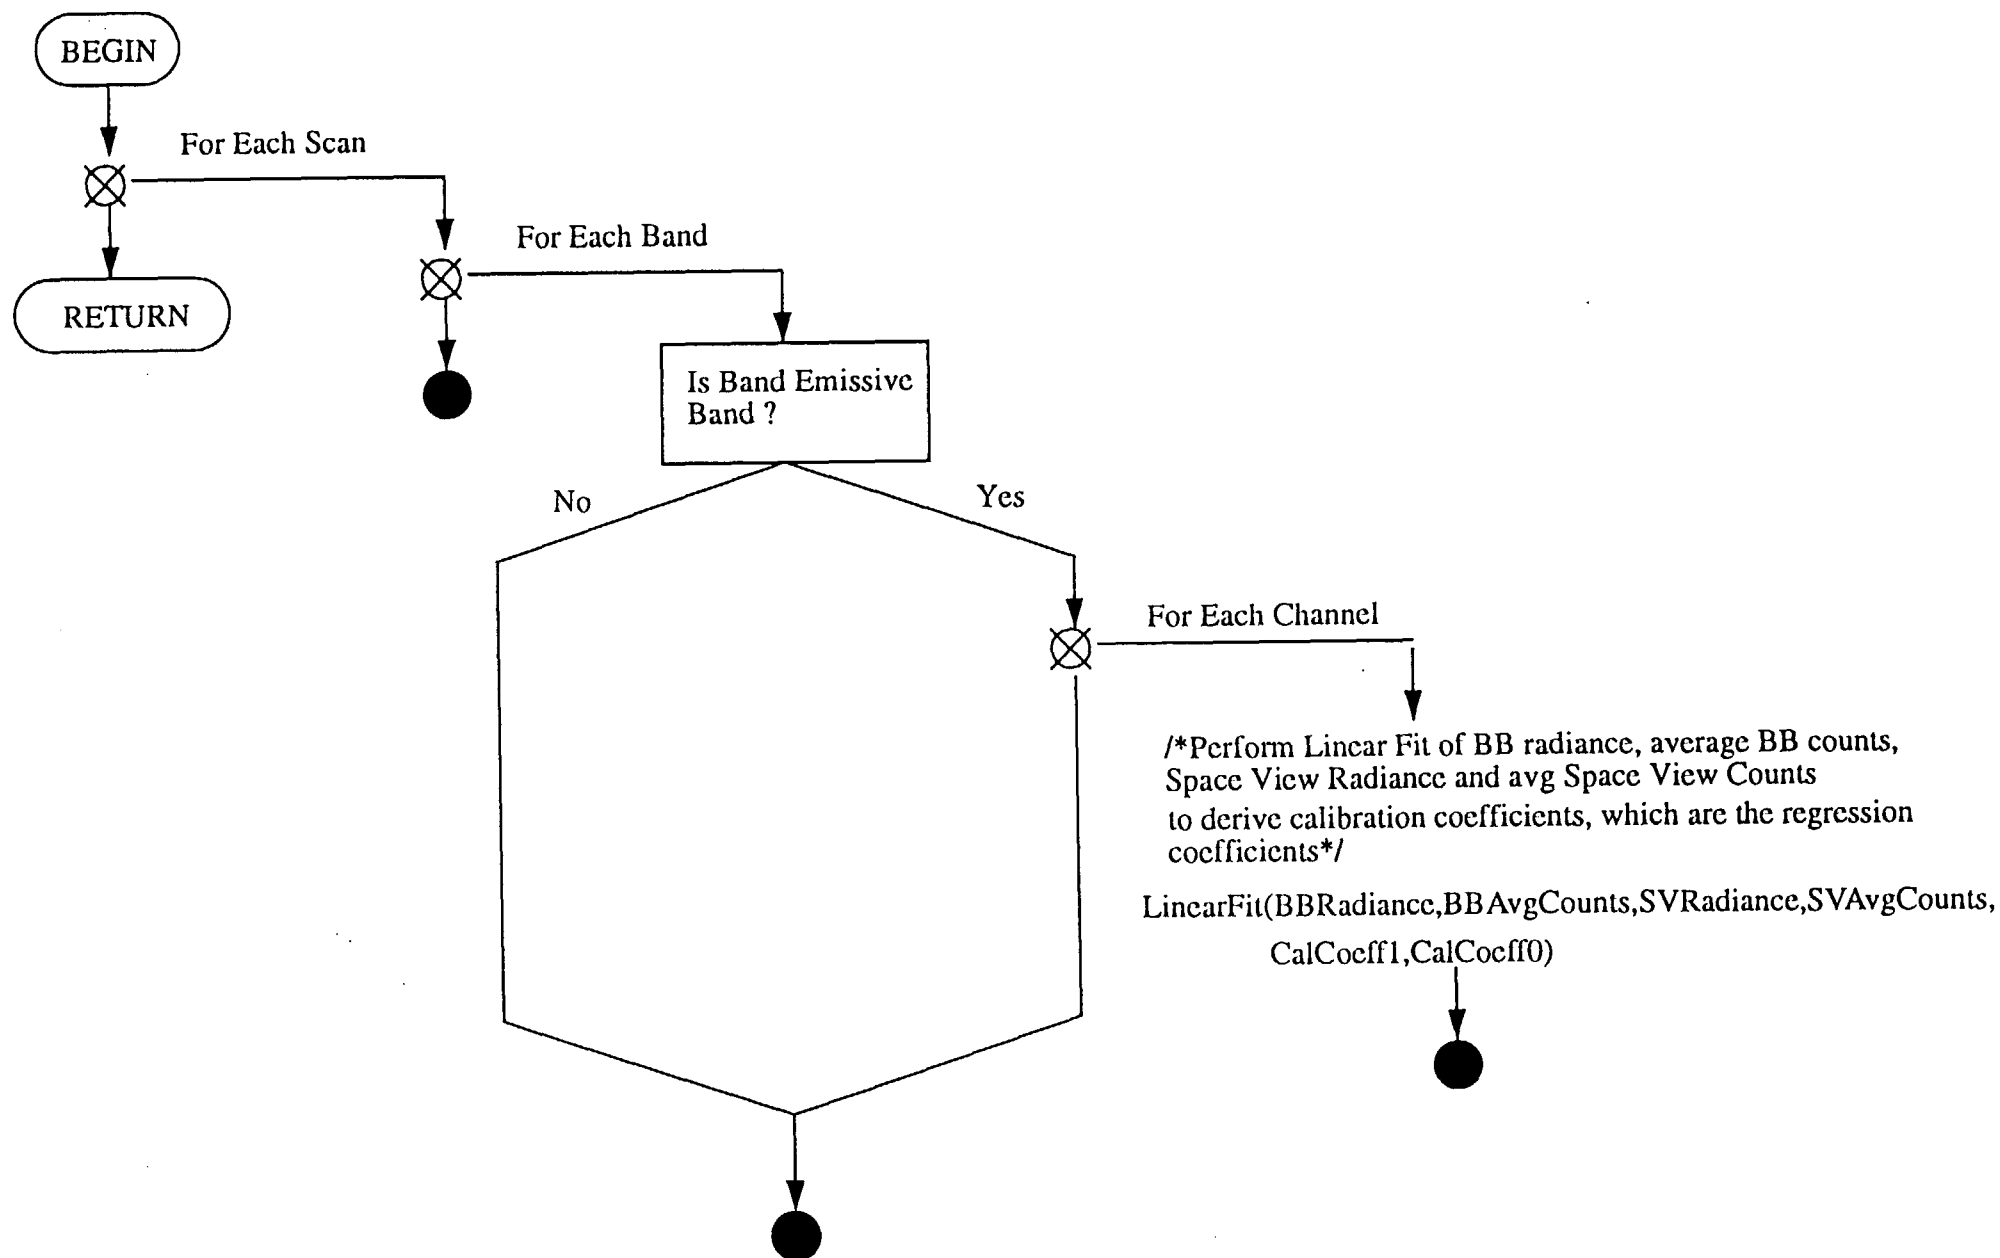 BEGIN
For Each Scan
For Each Band
RETURN
Is Band Emissive
Band ?
No
Yes
For Each Channel
/*Perform Linear Fit of BB radiance, average BB counts,
Space View Radiance and avg Space View Counts
to derive calibration coefficients, which are the regression
coefficients*/
LinearFit(BBRadiance,BBAvgCounts,SVRadiance,SVAvgCounts,
CalCoeff1,CalCoeff0)